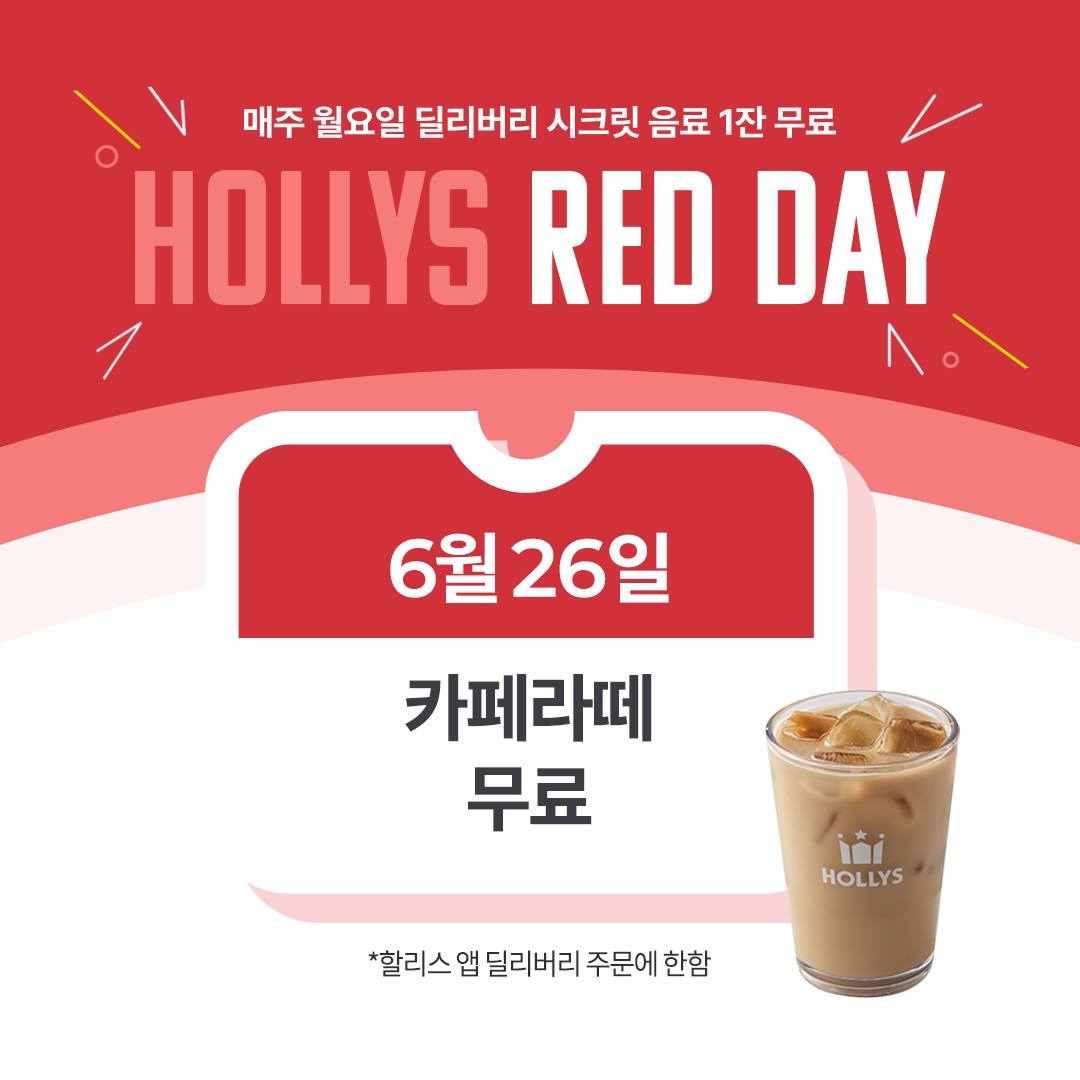 매주 월요일 딜리버리 시크릿 음료 1잔 무료
HOLLYS RED DAY
6월 26일
카페라떼
무료
HOLLYS
*할리스 앱 딜리버리 주문에 한함